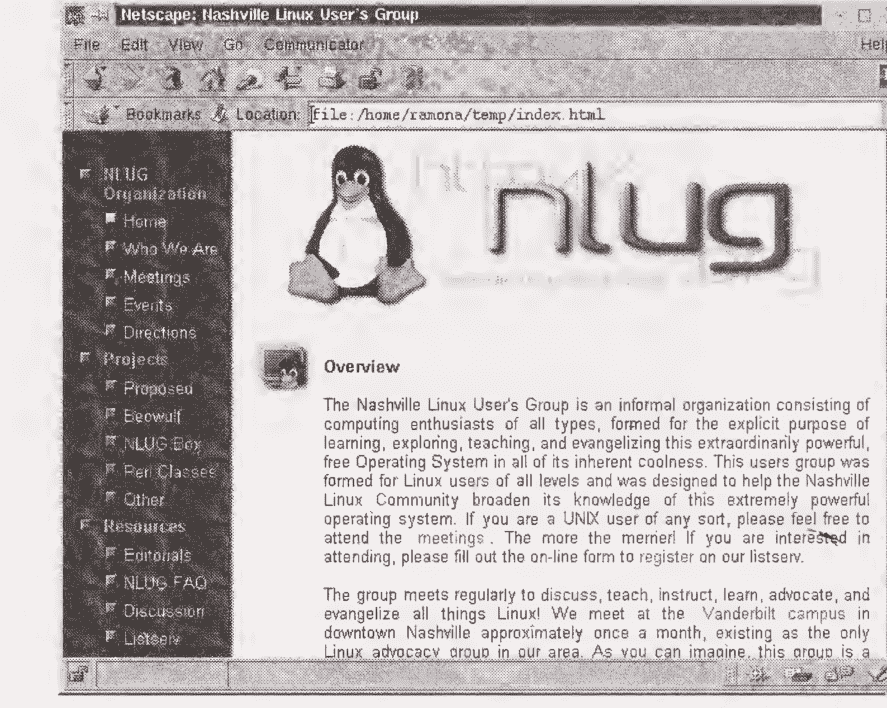 Netscape: Nashville Linux User's Group
File Edit View Go Communicator
Bookmarks Location: file:/home/ramona/temp/index.html
NLUG
Organization
Home
Who We Are
Meetings
Events
Directions
Projects
Proposed
Beowulf
NLUG Box
Perl Classes
Other
Resources
Editorials
NLUG FAQ
Discussion
Listserv
nlug
Overview
The Nashville Linux User's Group is an informal organization consisting of
computing enthusiasts of all types, formed for the explicit purpose of
learning, exploring, teaching, and evangelizing this extraordinarily powerful,
free Operating System in all of its inherent coolness. This users group was
formed for Linux users of all levels and was designed to help the Nashville
Linux Community broaden its knowledge of this extremely powerful
operating system. If you are a UNIX user of any sort, please feel free to
attend the meetings . The more the merrier! If you are interested in
attending, please fill out the on-line form to register on our listserv.
The group meets regularly to discuss, teach, instruct, learn, advocate, and
evangelize all things Linux! We meet at the Vanderbilt campus in
downtown Nashville approximately once a month, existing as the only
Linux advocacy group in our area. As you can imagine, this group is a